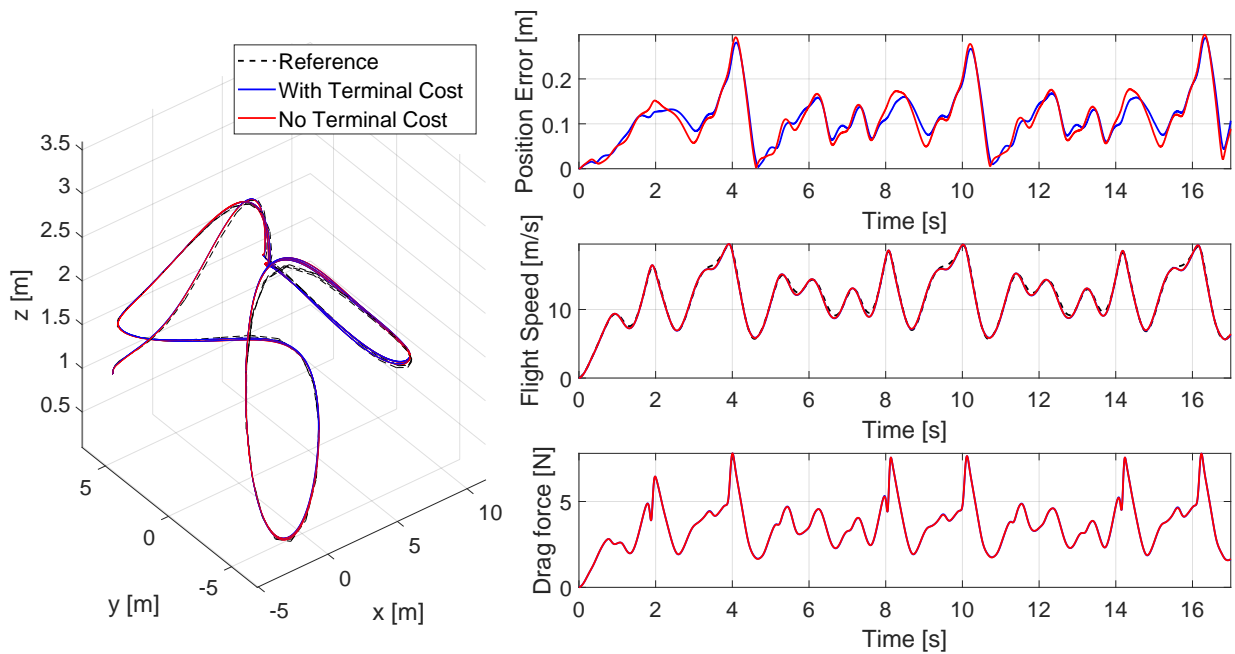 Reference
With Terminal Cost
No Terminal Cost
3.5
3
2.5
2
1.5
1
0.5
z [m]
5
0
-5
y [m]
-5
0
5
10
x [m]
Position Error [m]
0.2
0.1
0
0 2 4 6 8 10 12 14 16
Time [s]
Flight Speed [m/s]
10
0
0 2 4 6 8 10 12 14 16
Time [s]
Drag force [N]
5
0
0 2 4 6 8 10 12 14 16
Time [s]